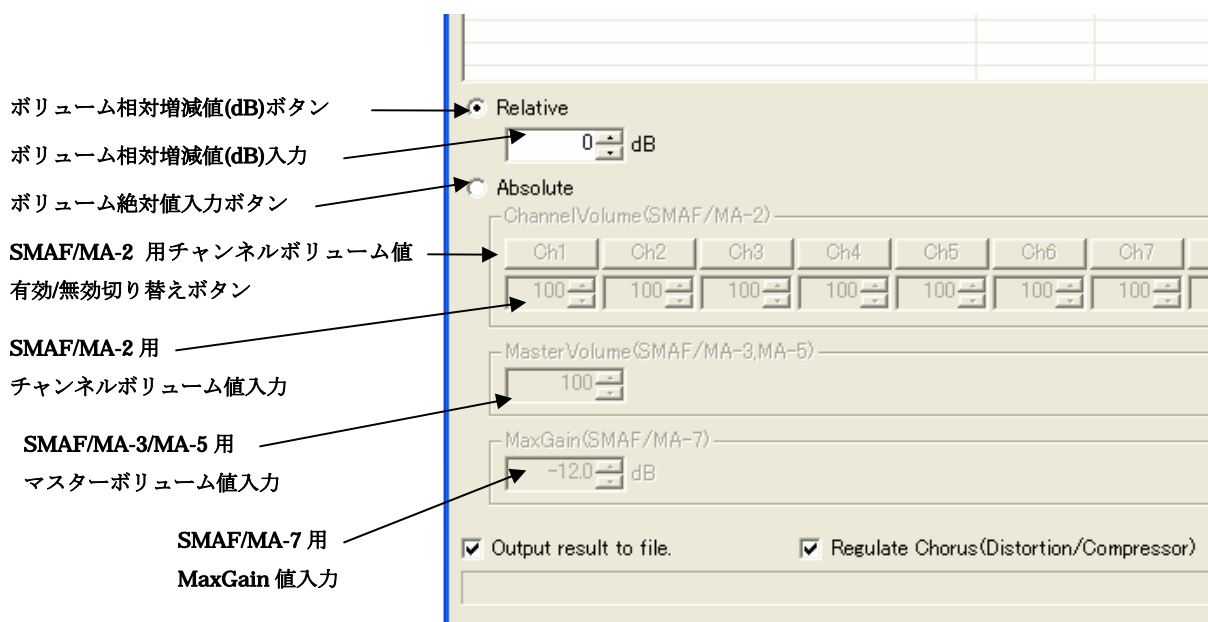 ボリューム相対増減値(dB)ボタン
ボリューム相対増減値(dB)入力
ボリューム絶対値入力ボタン
SMAF/MA-2 用チャンネルボリューム値
有効/無効切り替えボタン
SMAF/MA-2 用
チャンネルボリューム値入力
SMAF/MA-3/MA-5 用
マスターボリューム値入力
SMAF/MA-7 用
MaxGain 値入力
Relative
0 dB
Absolute
ChannelVolume(SMAF/MA-2)
Ch1 Ch2 Ch3 Ch4 Ch5 Ch6 Ch7
100 100 100 100 100 100 100
MasterVolume(SMAF/MA-3,MA-5)
100
MaxGain(SMAF/MA-7)
-12.0 dB
Output result to file. Regulate Chorus(Distortion/Compressor)